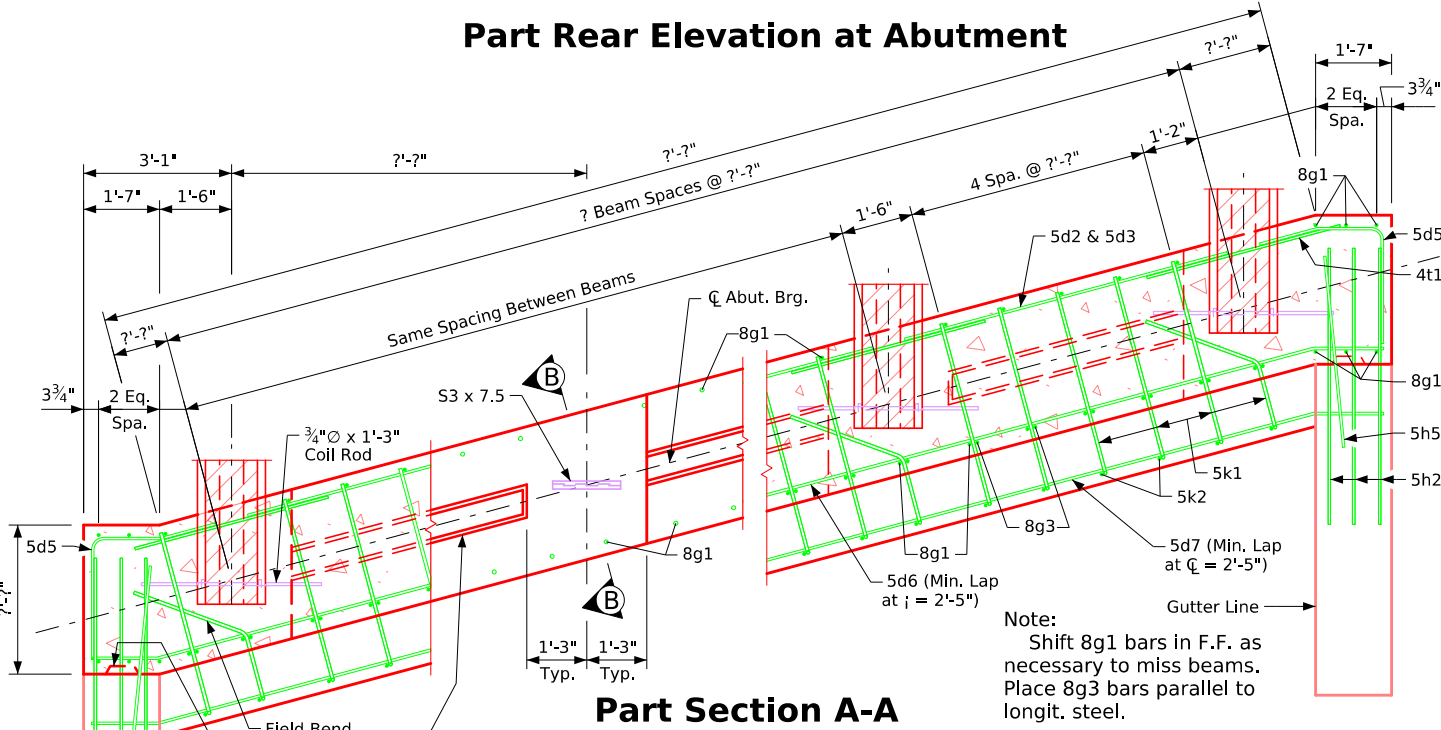 Part Rear Elevation at Abutment
?'-?"
1'-7"
2 Eq.
Spa.
3¾"
3'-1"
?'-?"
?'-?"
1'-2"
1'-7"
1'-6"
? Beam Spaces @ ?'-?"
4 Spa. @ ?'-?"
8g1
1'-6"
5d2 & 5d3
5d5
4t1
Same Spacing Between Beams
℄ Abut. Brg.
?'-?"
8g1
3¾"
2 Eq.
Spa.
S3 x 7.5
B
8g1
¾"Ø x 1'-3"
Coil Rod
5h5
5k1
5h2
5k2
8g3
5d5
8g1
8g1
5d7 (Min. Lap
at ℄ = 2'-5")
5d6 (Min. Lap
at ¡ = 2'-5")
?'-?"
B
Gutter Line
Note:
Shift 8g1 bars in F.F. as
necessary to miss beams.
Place 8g3 bars parallel to
longit. steel.
1'-3"
Typ.
1'-3"
Typ.
Part Section A-A
Field Bend